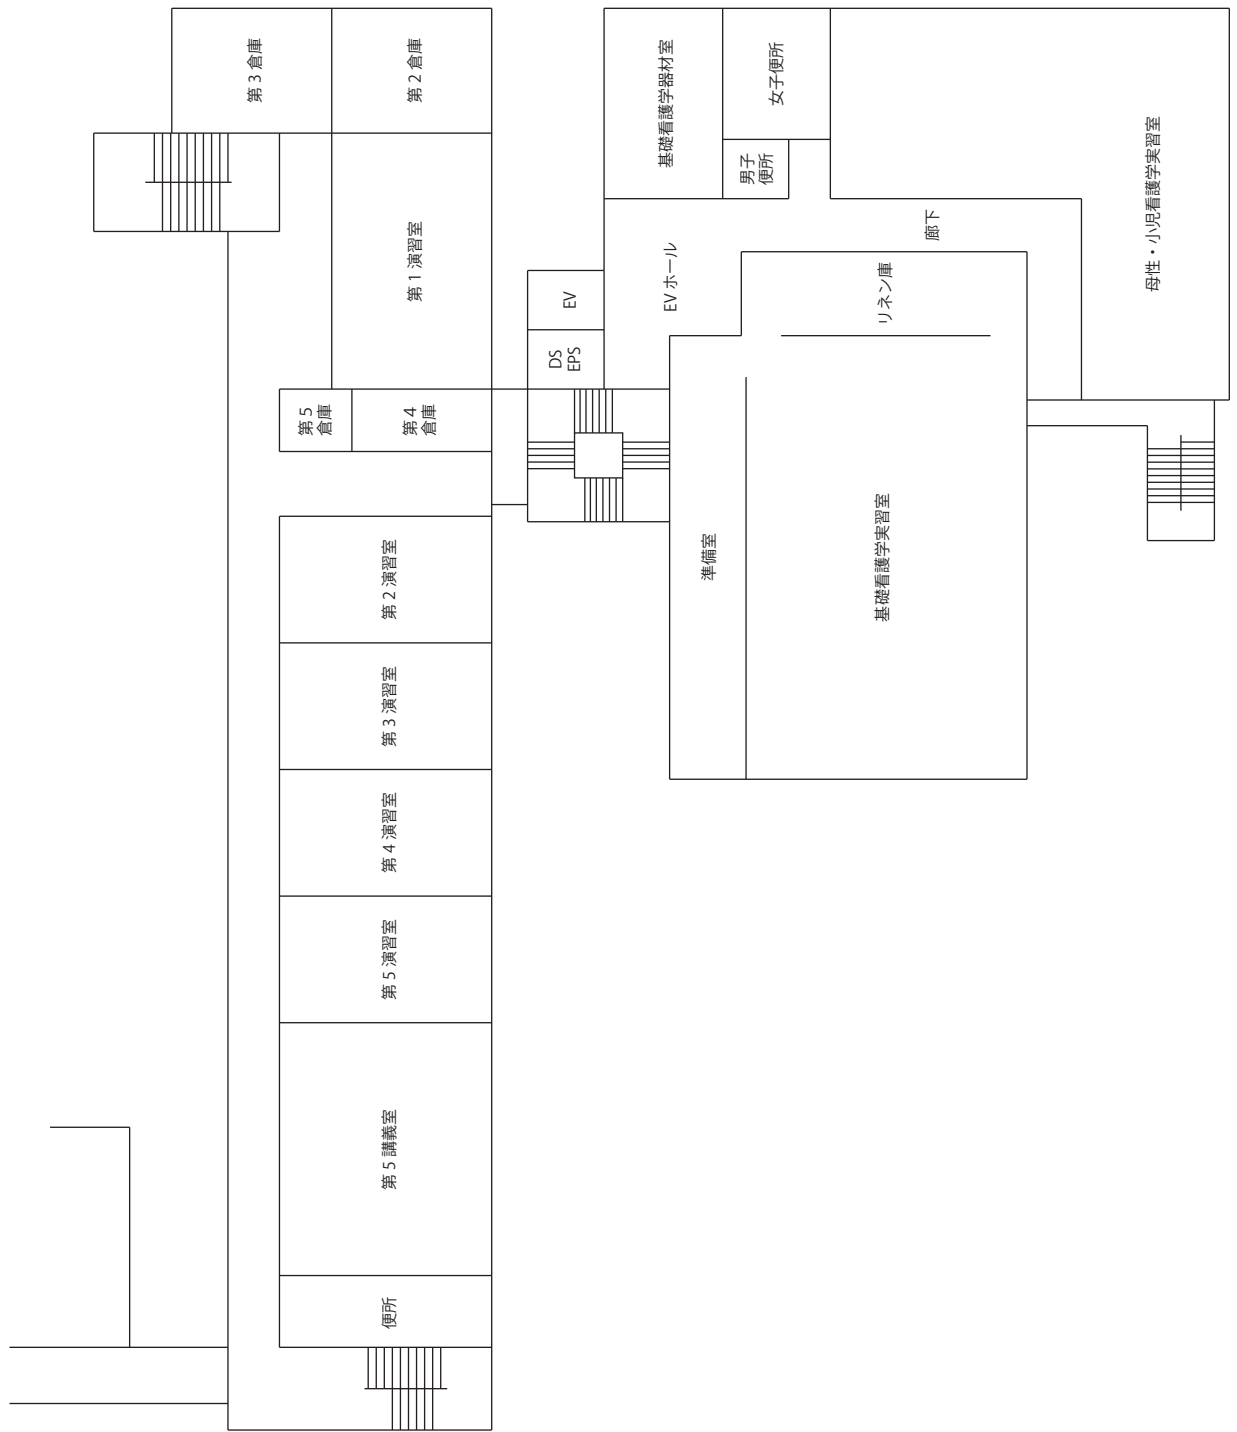 第３倉庫
第２倉庫
第１演習室
第５
倉庫
第４
倉庫
第２演習室
第３演習室
第４演習室
第５演習室
第５講義室
便所
EV
DS
EPS
EVホール
基礎看護学器材室
女子便所
男子
便所
廊下
リネン庫
母性・小児看護学実習室
準備室
基礎看護学実習室